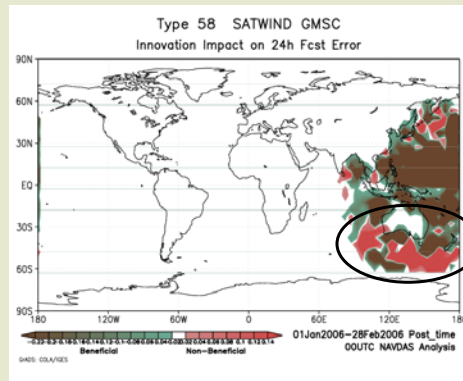 Type 58 SATWIND GMSC
Innovation Impact on 24h Fcst Error
90N
60N
30N
EQ
30S
60S
90S
180 120W 60W 0 60E 120E 180
Beneficial Non-Beneficial
01Jan2006-28Feb2006 Post_time
00UTC NAVDAS Analysis
GrADS: COLA/IGES